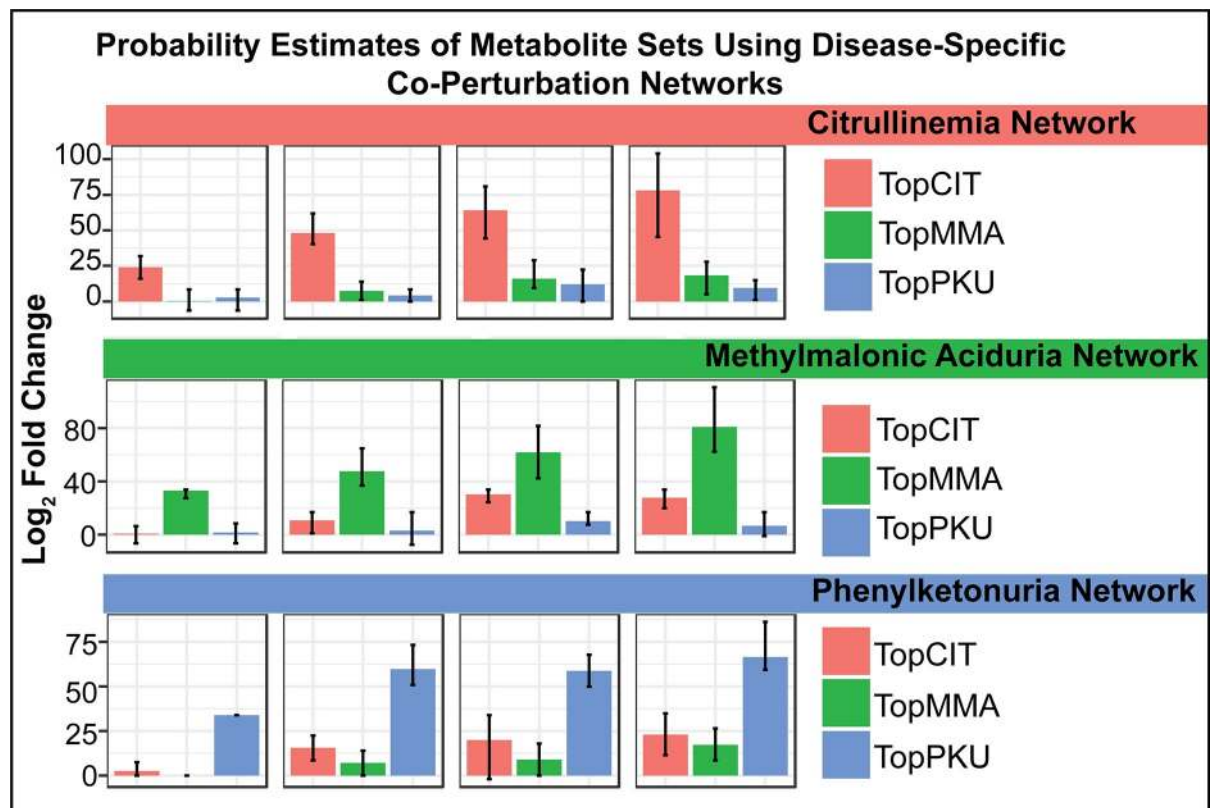 Probability Estimates of Metabolite Sets Using Disease-Specific
Co-Perturbation Networks
Citrullinemia Network
100
75
50
25
0
TopCIT
TopMMA
TopPKU
Log2 Fold Change
Methylmalonic Aciduria Network
80
40
0
TopCIT
TopMMA
TopPKU
Phenylketonuria Network
75
50
25
0
TopCIT
TopMMA
TopPKU